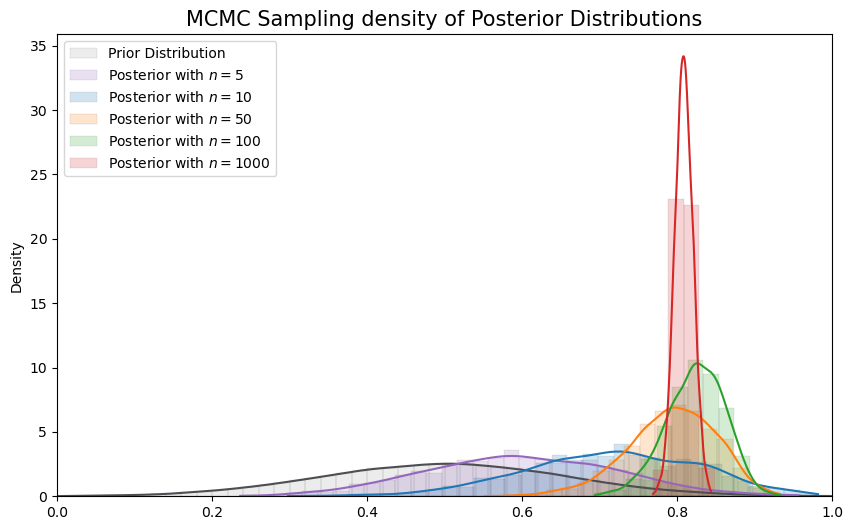 MCMC Sampling density of Posterior Distributions
35
30
25
20
15
10
5
0
Density
Prior Distribution
Posterior with n = 5
Posterior with n = 10
Posterior with n = 50
Posterior with n = 100
Posterior with n = 1000
0.0 0.2 0.4 0.6 0.8 1.0